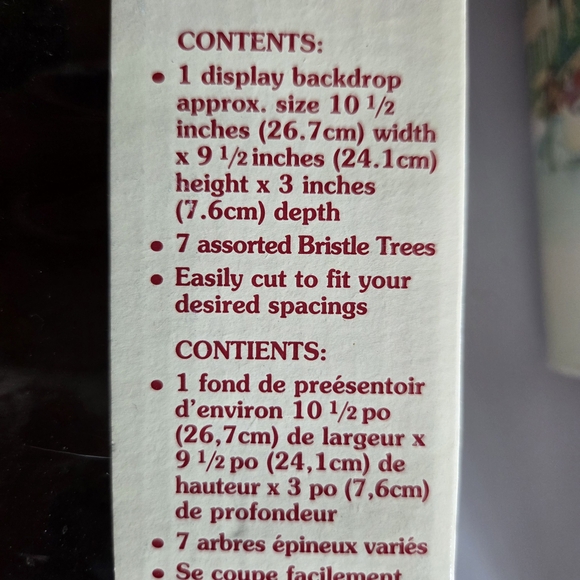 CONTENTS:
• 1 display backdrop
approx. size 10 1/2
inches (26.7cm) width
x 9 1/2 inches (24.1cm)
height x 3 inches
(7.6cm) depth
• 7 assorted Bristle Trees
• Easily cut to fit your
desired spacings
CONTIENTS:
• 1 fond de preésentoir
d'environ 10 1/2 po
(26,7cm) de largeur x
9 1/2 po (24,1cm) de
hauteur x 3 po (7,6cm)
de profondeur
• 7 arbres épineux variés
• Se coupe facilement